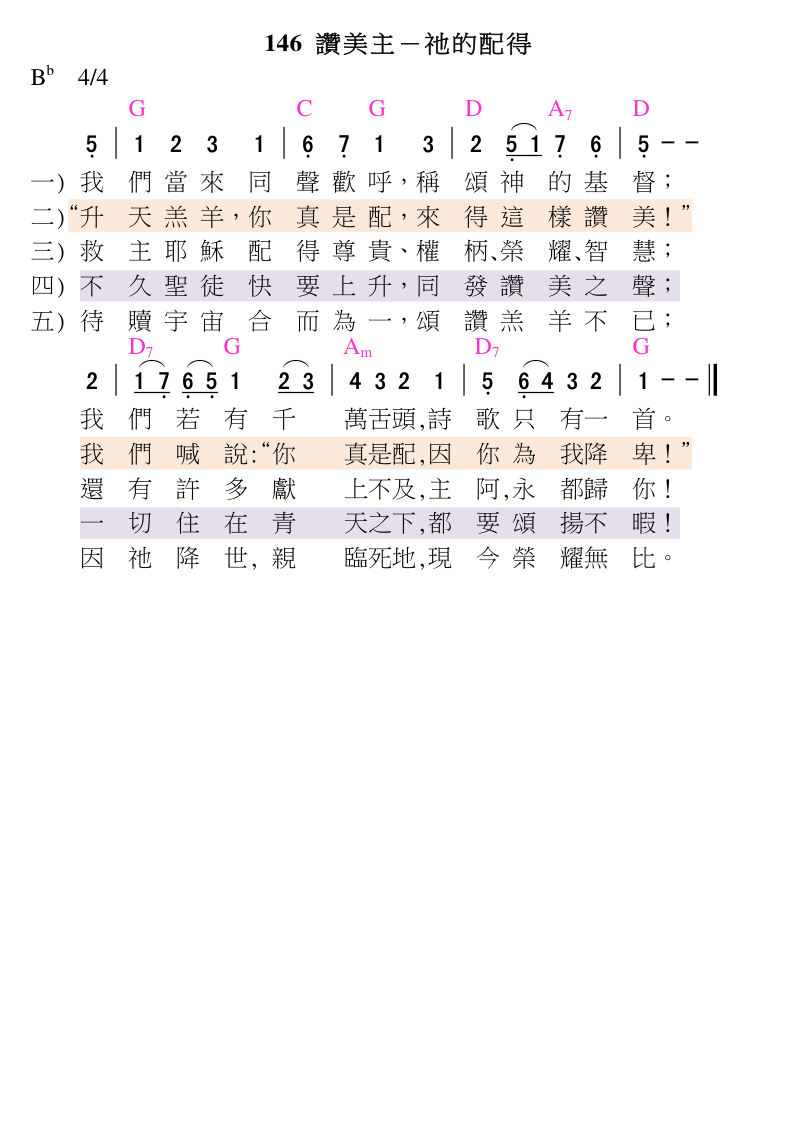 146 讚美主－祂的配得
Bb 4/4
G C G D A7 D
5 | 1 2 3 1 | 6 7 1 3 | 2 5 1 7 6 | 5 - -
一) 我們當來同聲歡呼，稱頌神的基督；
二)“升天羔羊，你真是配，來得這樣讚美！”
三) 救主耶穌配得尊貴、權柄、榮耀、智慧；
四) 不久聖徒快要上升，同發讚美之聲；
五) 待贖宇宙合而為一，頌讚羔羊不已；
D7 G Am D7 G
2 | 1 7 6 5 1 2 3 | 4 3 2 1 | 5 6 4 3 2 | 1 - - ‖
我們若有千萬舌頭，詩歌只有一首。
我們喊說：“你真是配，因你為我降卑！”
還有許多獻上不及，主阿，永都歸你！
一切住在青天之下，都要頌揚不暇！
因祂降世，親臨死地，現今榮耀無比。